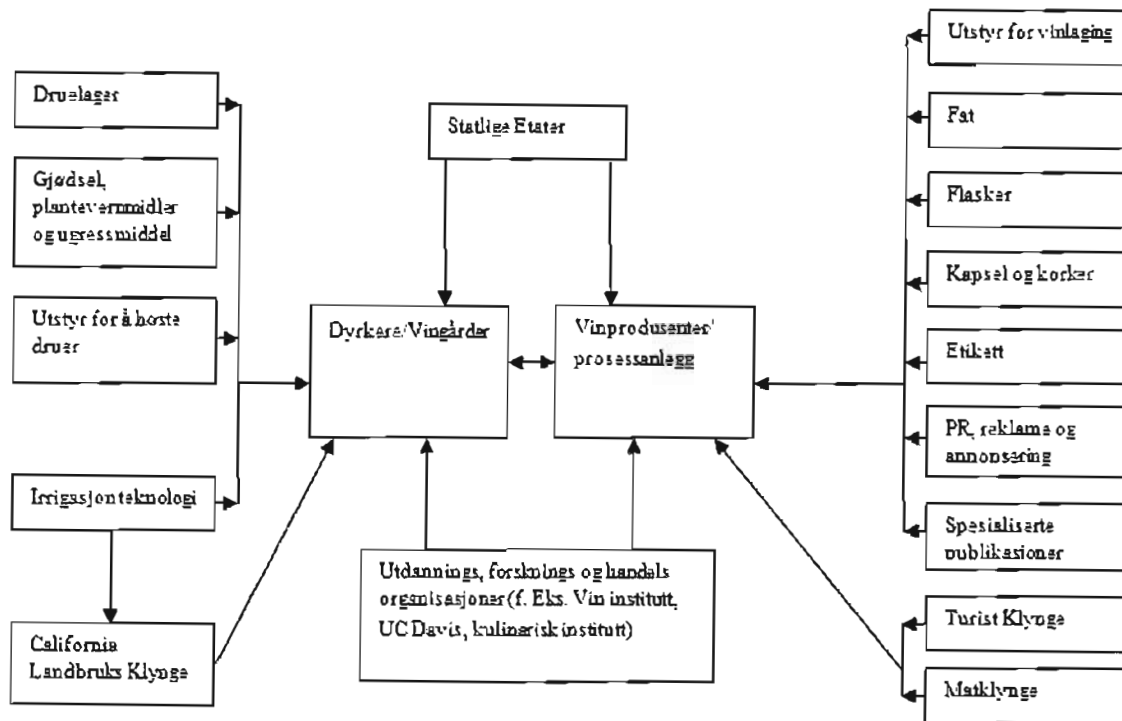 Utstyr for vinlaging
Druelager
Fat
Statlige Etater
Gjødsel,
plantevernmidler
og ugressmiddel
Flasker
Kapsel og korker
Utstyr for å høste
druer
Dyrkere/Vingårder
Vinprodusenter/
prosessanlegg
Etikett
PR, reklame og
annonsering
Irrigasjonteknologi
Spesialiserte
publikasjoner
Utdannings, forsknings og handels
organisasjoner (f. Eks. Vin institutt,
UC Davis, kulinarisk institutt)
Turist Klynge
California
Landbruks Klynge
Matklynge